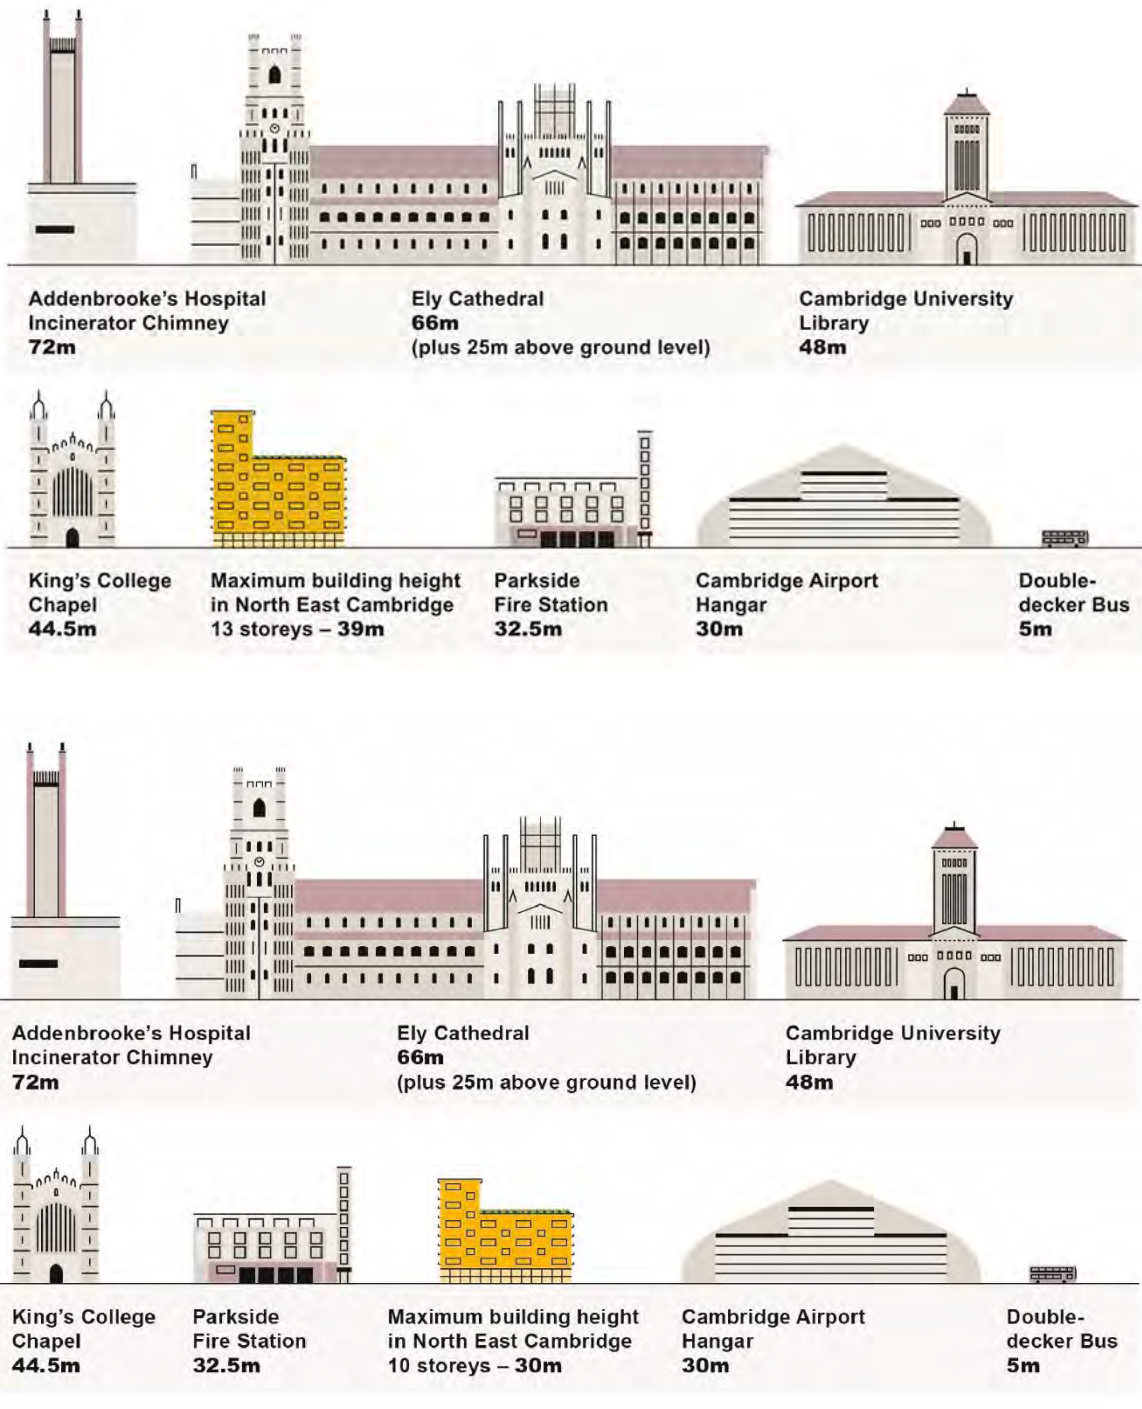 Addenbrooke's Hospital
Incinerator Chimney
72m
Ely Cathedral
66m
(plus 25m above ground level)
Cambridge University
Library
48m
King's College
Chapel
44.5m
Maximum building height
in North East Cambridge
13 storeys – 39m
Parkside
Fire Station
32.5m
Cambridge Airport
Hangar
30m
Double-
decker Bus
5m
Addenbrooke's Hospital
Incinerator Chimney
72m
Ely Cathedral
66m
(plus 25m above ground level)
Cambridge University
Library
48m
King's College
Chapel
44.5m
Parkside
Fire Station
32.5m
Maximum building height
in North East Cambridge
10 storeys – 30m
Cambridge Airport
Hangar
30m
Double-
decker Bus
5m